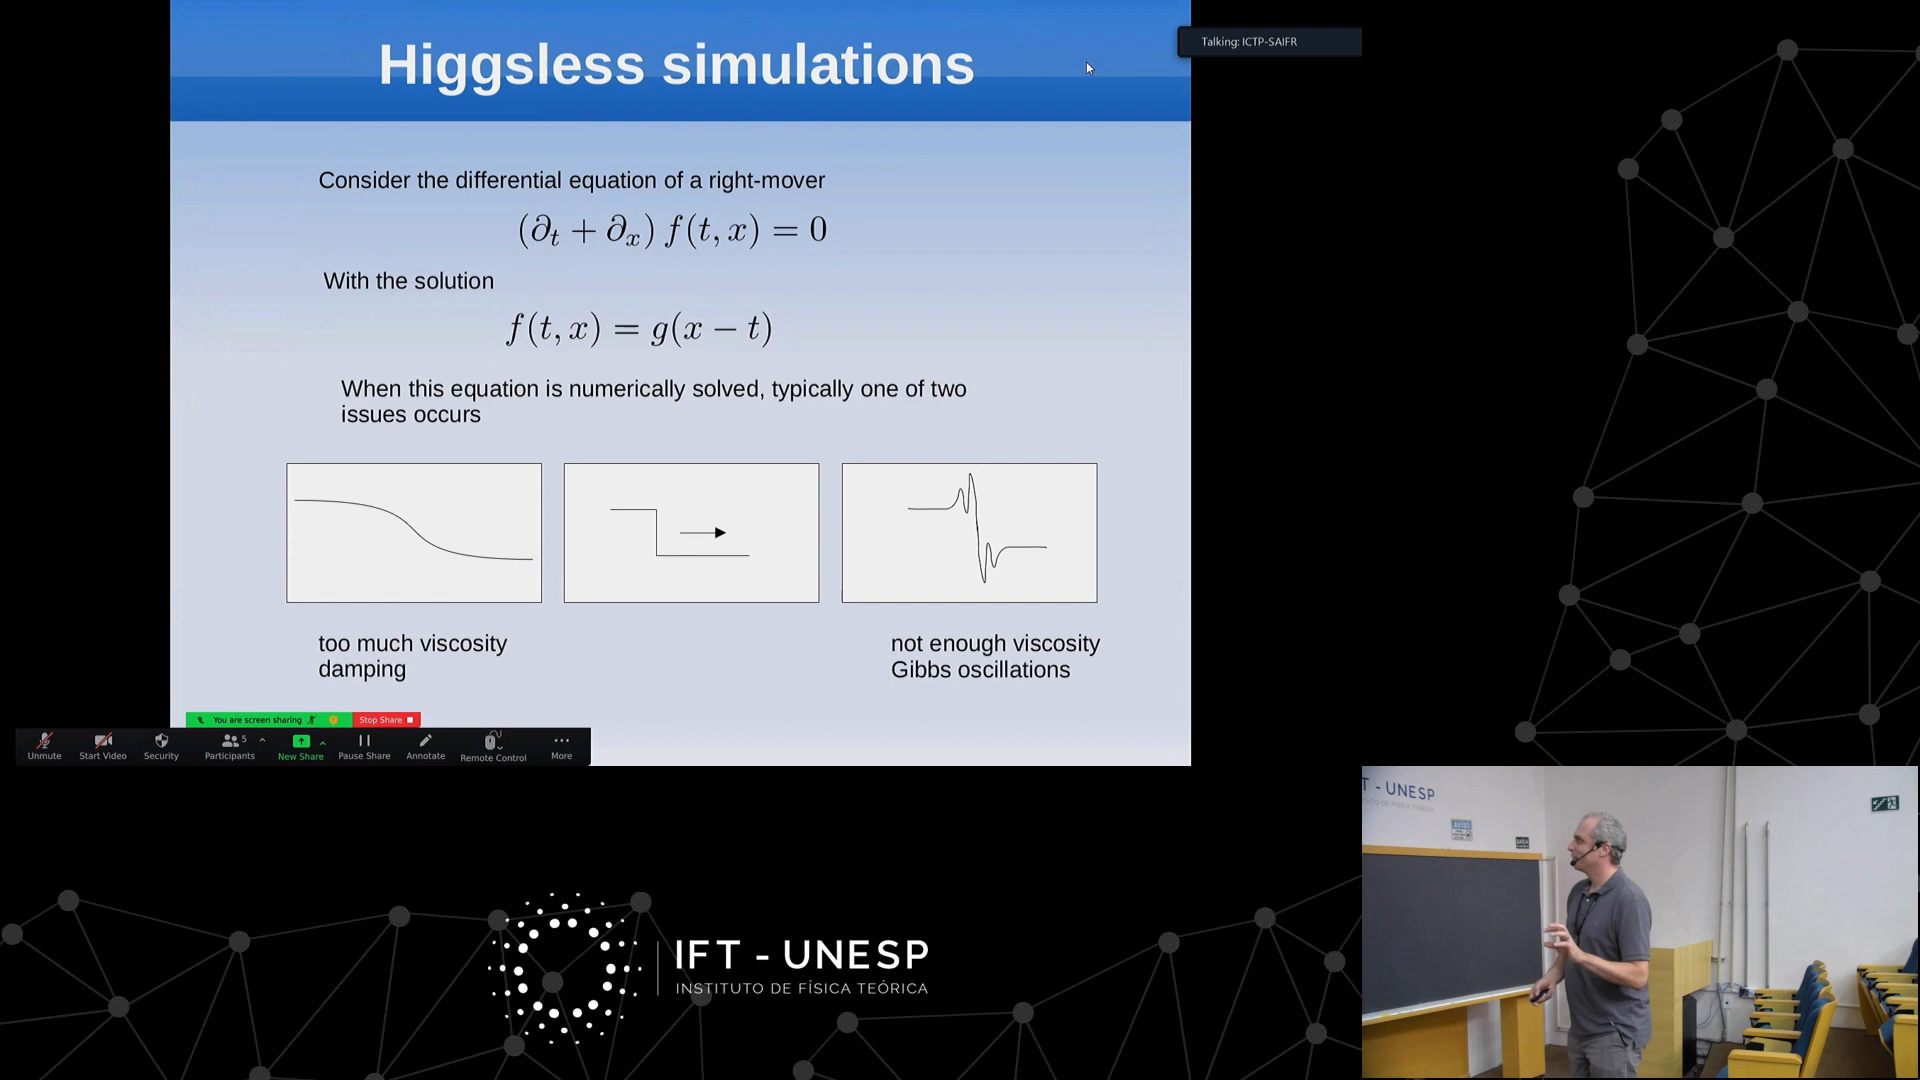 Higgsless simulations
Talking: ICTP-SAIFR
Consider the differential equation of a right-mover
(∂ₜ + ∂ₓ) f(t, x) = 0
With the solution
f(t, x) = g(x − t)
When this equation is numerically solved, typically one of two
issues occurs
too much viscosity
damping
not enough viscosity
Gibbs oscillations
You are screen sharing
Stop Share
Unmute
Start Video
Security
Participants 5
New Share
Pause Share
Annotate
Remote Control
More
T - UNESP
AVISO
IFT - UNESP
INSTITUTO DE FÍSICA TEÓRICA